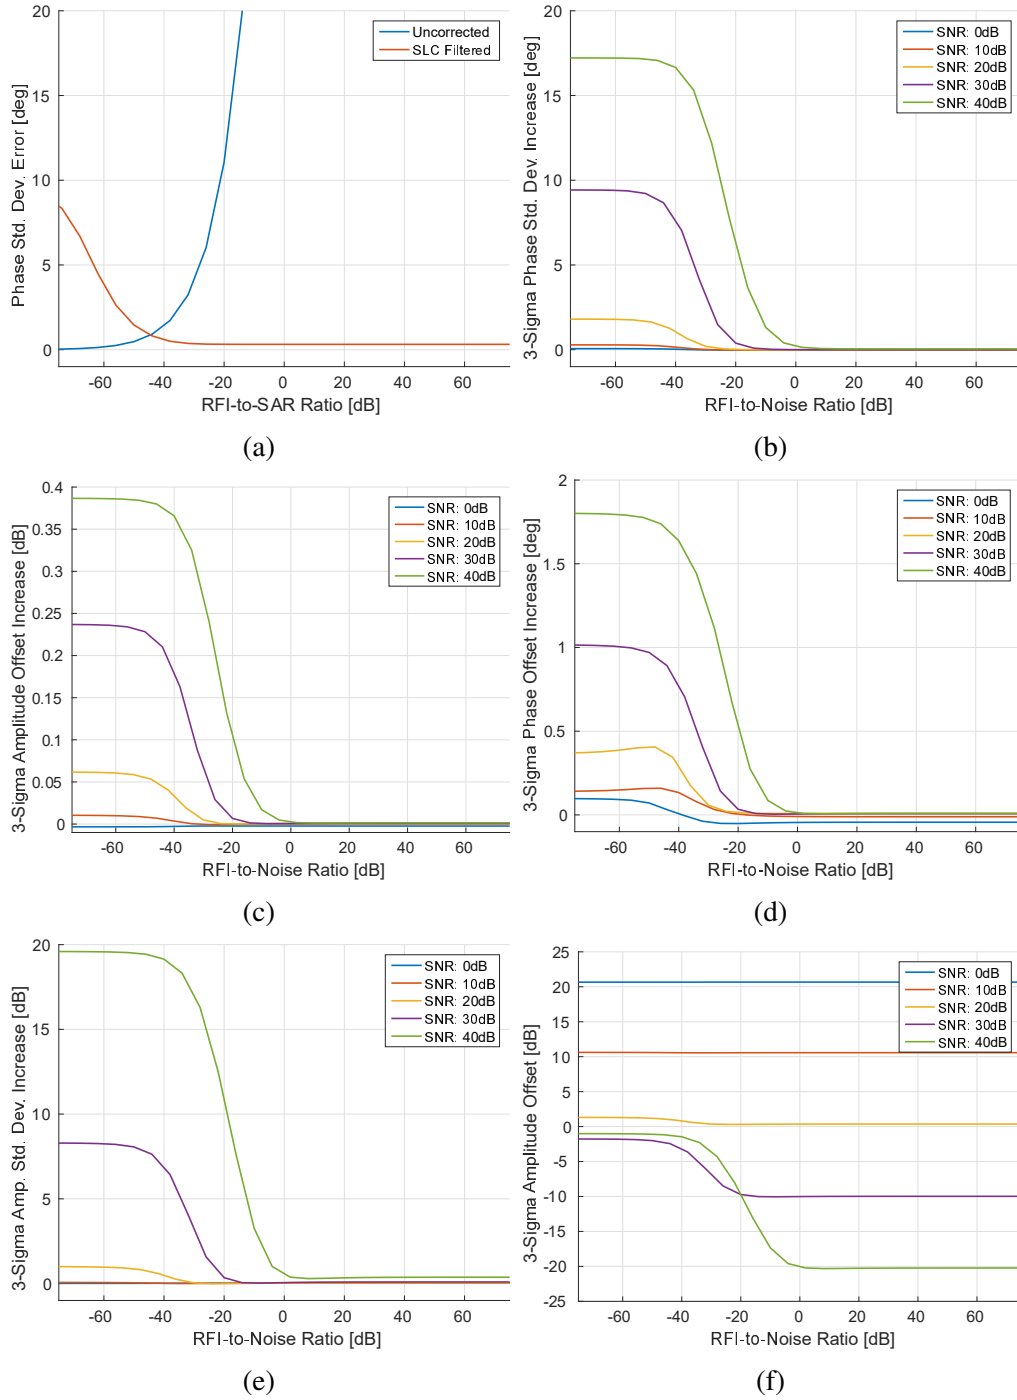 20
15
10
5
0
Phase Std. Dev. Error [deg]
Uncorrected
SLC Filtered
-60 -40 -20 0 20 40 60
RFI-to-SAR Ratio [dB]
(a)
20
15
10
5
0
3-Sigma Phase Std. Dev. Increase [deg]
SNR: 0dB
SNR: 10dB
SNR: 20dB
SNR: 30dB
SNR: 40dB
-60 -40 -20 0 20 40 60
RFI-to-Noise Ratio [dB]
(b)
0.4
0.35
0.3
0.25
0.2
0.15
0.1
0.05
0
3-Sigma Amplitude Offset Increase [dB]
SNR: 0dB
SNR: 10dB
SNR: 20dB
SNR: 30dB
SNR: 40dB
-60 -40 -20 0 20 40 60
RFI-to-Noise Ratio [dB]
(c)
2
1.5
1
0.5
0
3-Sigma Phase Offset Increase [deg]
SNR: 0dB
SNR: 10dB
SNR: 20dB
SNR: 30dB
SNR: 40dB
-60 -40 -20 0 20 40 60
RFI-to-Noise Ratio [dB]
(d)
20
15
10
5
0
3-Sigma Amp. Std. Dev. Increase [dB]
SNR: 0dB
SNR: 10dB
SNR: 20dB
SNR: 30dB
SNR: 40dB
-60 -40 -20 0 20 40 60
RFI-to-Noise Ratio [dB]
(e)
25
20
15
10
5
0
-5
-10
-15
-20
-25
3-Sigma Amplitude Offset [dB]
SNR: 0dB
SNR: 10dB
SNR: 20dB
SNR: 30dB
SNR: 40dB
-60 -40 -20 0 20 40 60
RFI-to-Noise Ratio [dB]
(f)